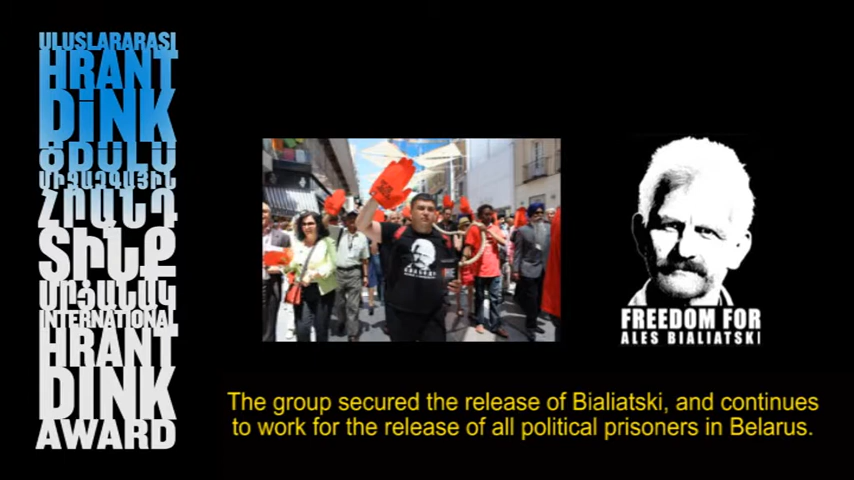 ULUSLARARASI
HRANT
DiNK
ÖDÜLÜ
ՄԻՋԱԶԳԱՅԻՆ
ՀՐԱՆԴ
ՏԻՆՔ
ՄՐՑԱՆԱԿ
INTERNATIONAL
HRANT
DINK
AWARD
FREEDOM FOR
ALES BIALIATSKI
The group secured the release of Bialiatski, and continues
to work for the release of all political prisoners in Belarus.